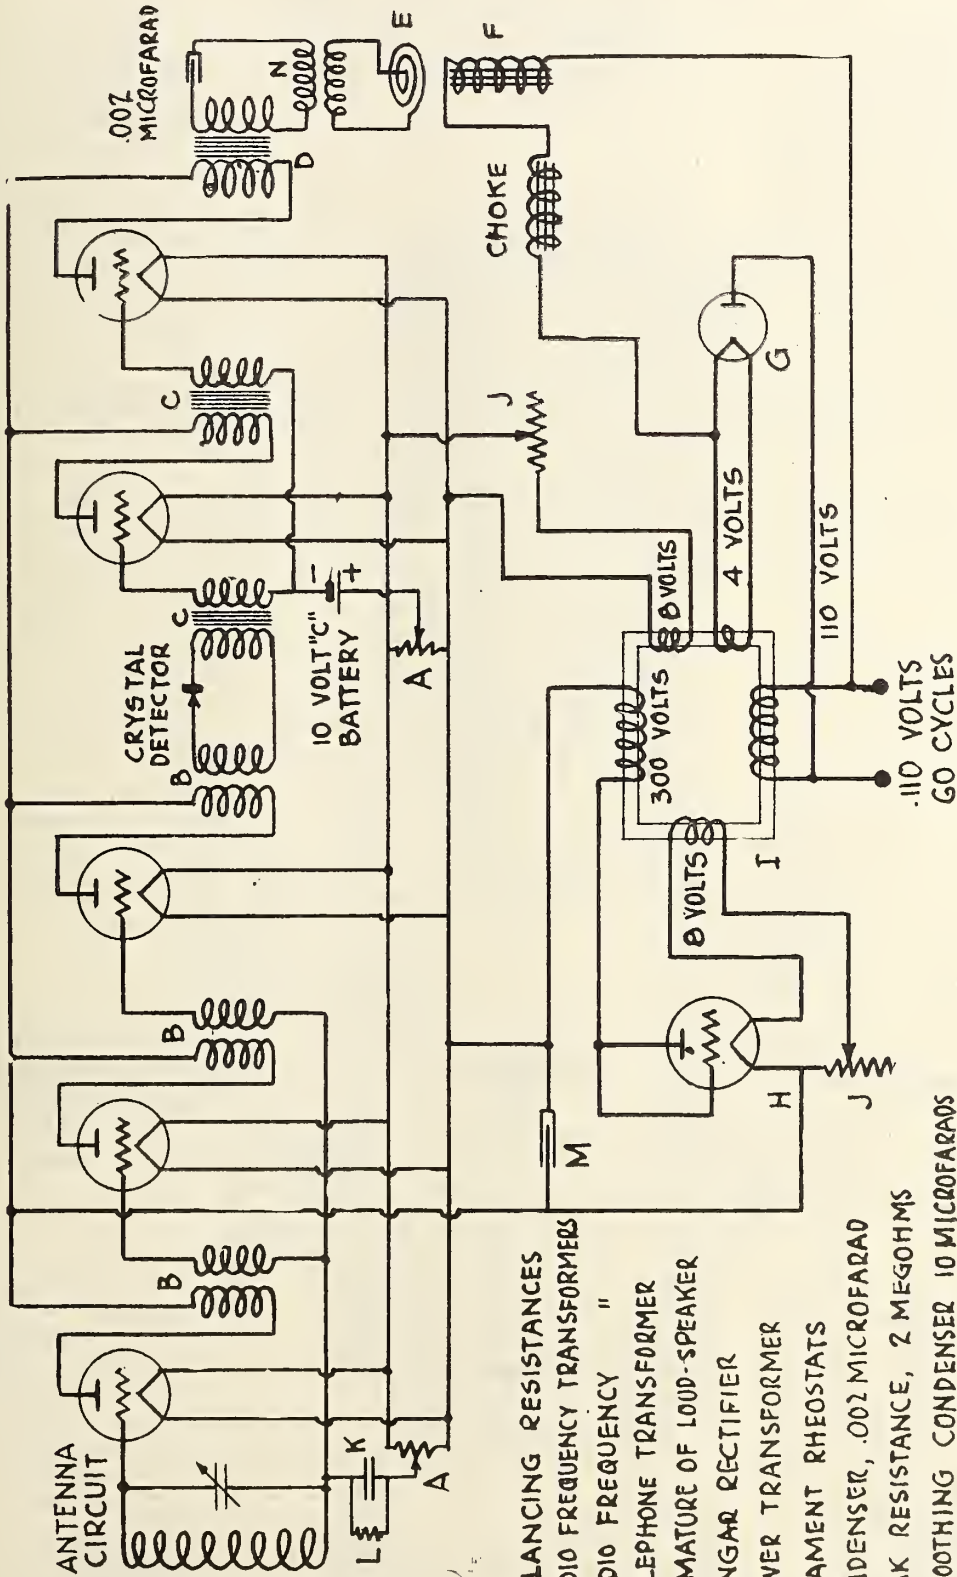 ANTENNA
CIRCUIT
B
B
B
CRYSTAL
DETECTOR
C
C
D
.002
MICROFARAD
N
E
F
L
K
A
10 VOLT "C"
BATTERY
−
+
A
J
CHOKE
G
M
H
J
8 VOLTS
300 VOLTS
8 VOLTS
4 VOLTS
110 VOLTS
I
110 VOLTS
60 CYCLES
LANCING RESISTANCES
DIO FREQUENCY TRANSFORMERS
DIO FREQUENCY "
LEPHONE TRANSFORMER
MATURE OF LOUD-SPEAKER
NGAR RECTIFIER
WER TRANSFORMER
AMENT RHEOSTATS
DENSER, .002 MICROFARAD
K RESISTANCE, 2 MEGOHMS
OOTHING CONDENSER 10 MICROFARADS